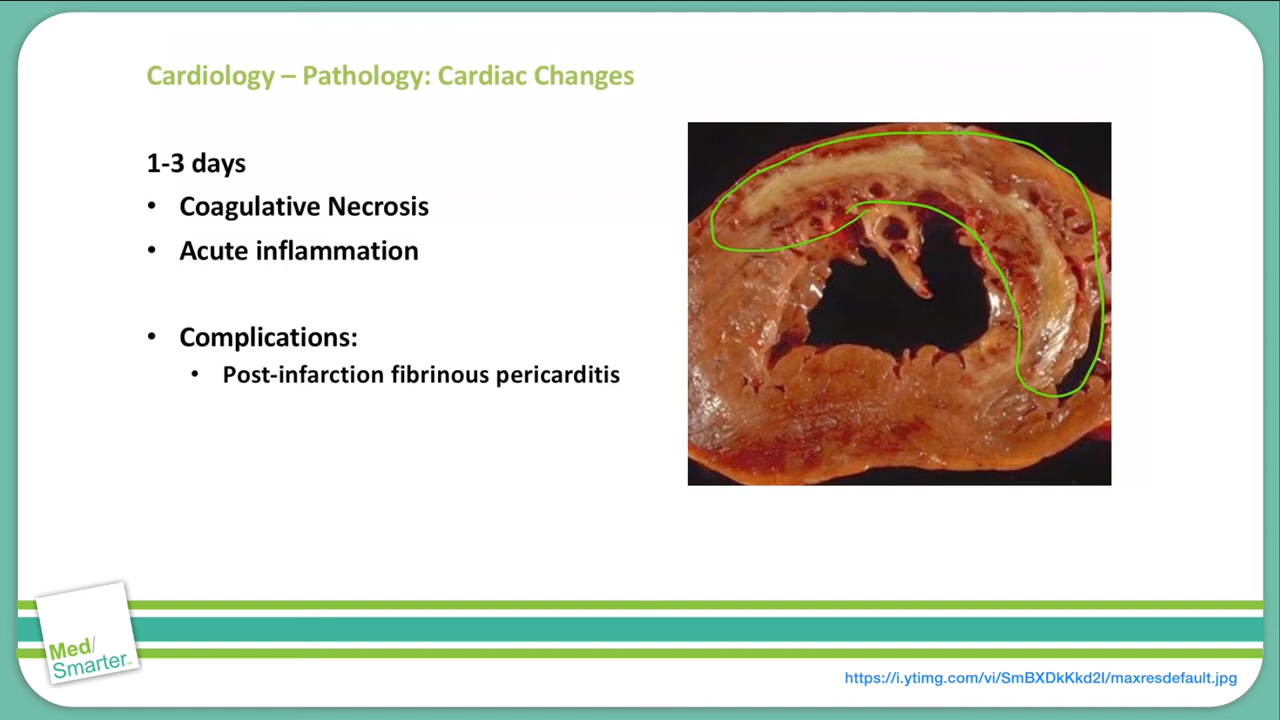 Cardiology – Pathology: Cardiac Changes
1-3 days
• Coagulative Necrosis
• Acute inflammation
• Complications:
• Post-infarction fibrinous pericarditis
Med/
Smarter™
https://i.ytimg.com/vi/SmBXDkKkd2I/maxresdefault.jpg